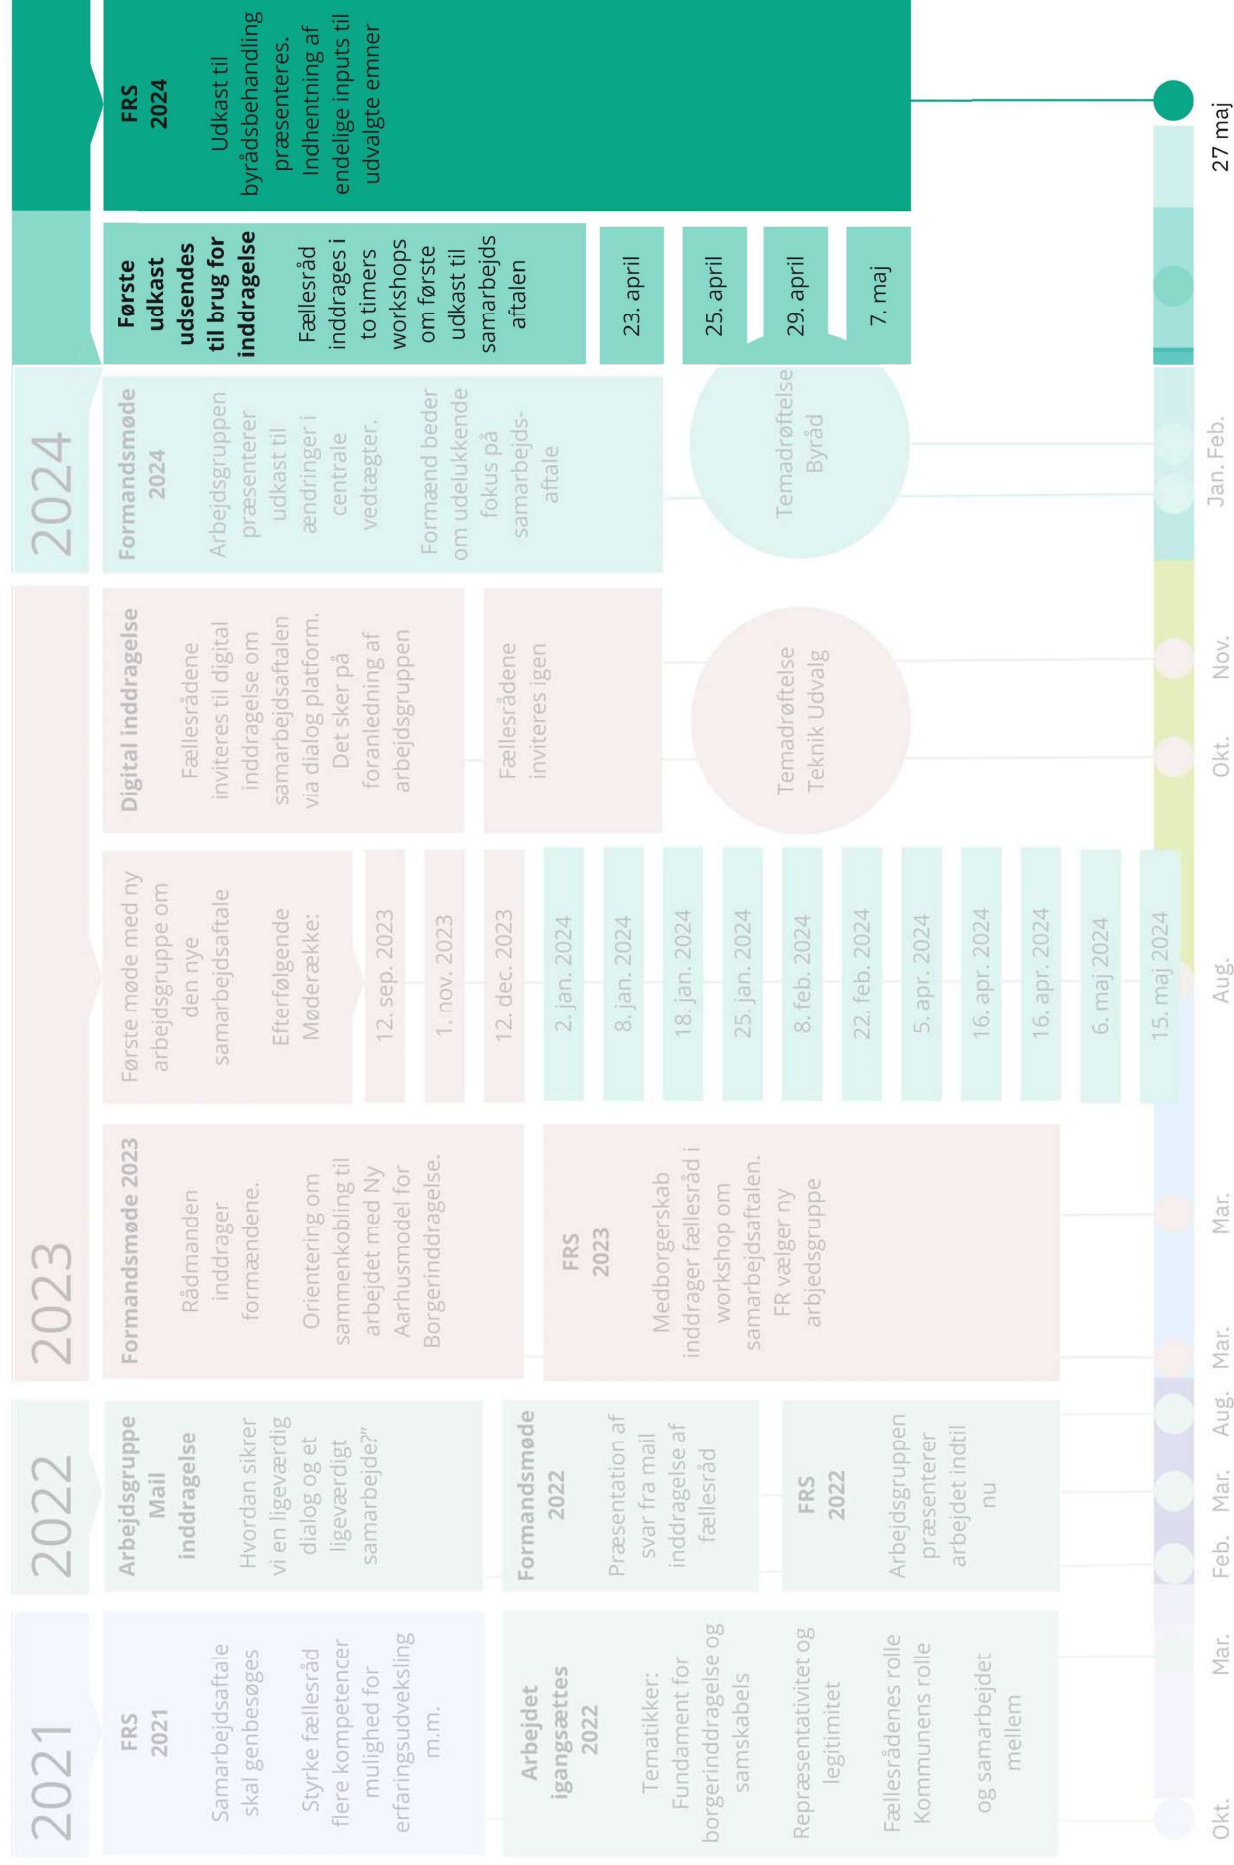 2021
FRS
2021
Samarbejdsaftale
skal genbesøges
Styrke fællesråd
flere kompetencer
mulighed for
erfaringsudveksling
m.m.
Arbejdet
igangsættes
2022
Tematikker:
Fundament for
borgerinddragelse og
samskabels
Repræsentativitet og
legitimitet
Fællesrådenes rolle
Kommunens rolle
og samarbejdet
mellem
2022
Arbejdsgruppe
Mail
inddragelse
Hvordan sikrer
vi en ligeværdig
dialog og et
ligeværdigt
samarbejde?"
Formandsmøde
2022
Præsentation af
svar fra mail
inddragelse af
fællesråd
FRS
2022
Arbejdsgruppen
præsenterer
arbejdet indtil
nu
2023
Formandsmøde 2023
Rådmanden
inddrager
formændene.
Orientering om
sammenkobling til
arbejdet med Ny
Aarhusmodel for
Borgerinddragelse.
FRS
2023
Medborgerskab
inddrager fællesråd i
workshop om
samarbejdsaftalen.
FR vælger ny
arbjedsgruppe
Første møde med ny
arbejdsgruppe om
den nye
samarbejdsaftale
Efterfølgende
Møderække:
12. sep. 2023
1. nov. 2023
12. dec. 2023
2. jan. 2024
8. jan. 2024
18. jan. 2024
25. jan. 2024
8. feb. 2024
22. feb. 2024
5. apr. 2024
16. apr. 2024
16. apr. 2024
6. maj 2024
15. maj 2024
Digital inddragelse
Fællesrådene
inviteres til digital
inddragelse om
samarbejdsaftalen
via dialog platform.
Det sker på
foranledning af
arbejdsgruppen
Fællesrådene
inviteres igen
Temadrøftelse
Teknik Udvalg
2024
Formandsmøde
2024
Arbejdsgruppen
præsenterer
udkast til
ændringer i
centrale
vedtægter.
Formænd beder
om udelukkende
fokus på
samarbejds-
aftale
Temadrøftelse
Byråd
Første
udkast
udsendes
til brug for
inddragelse
Fællesråd
inddrages i
to timers
workshops
om første
udkast til
samarbejds
aftalen
23. april
25. april
29. april
7. maj
FRS
2024
Udkast til
byrådsbehandling
præsenteres.
Indhentning af
endelige inputs til
udvalgte emner
Okt.
Mar.
Feb.
Mar.
Aug.
Mar.
Mar.
Aug.
Okt.
Nov.
Jan.
Feb.
27 maj